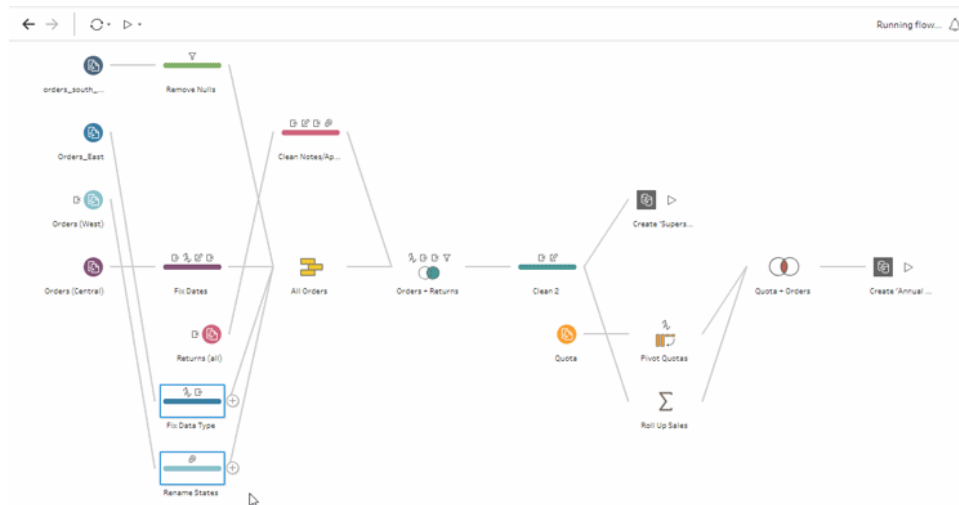 Running flow...
orders_south_...
Remove Nulls
Orders_East
Clean Notes/Ap...
Orders (West)
Create 'Supers...
Orders (Central)
Fix Dates
All Orders
Orders + Returns
Clean 2
Quota + Orders
Create 'Annual ...
Returns (all)
Quota
Pivot Quotas
Fix Data Type
Roll Up Sales
Rename States